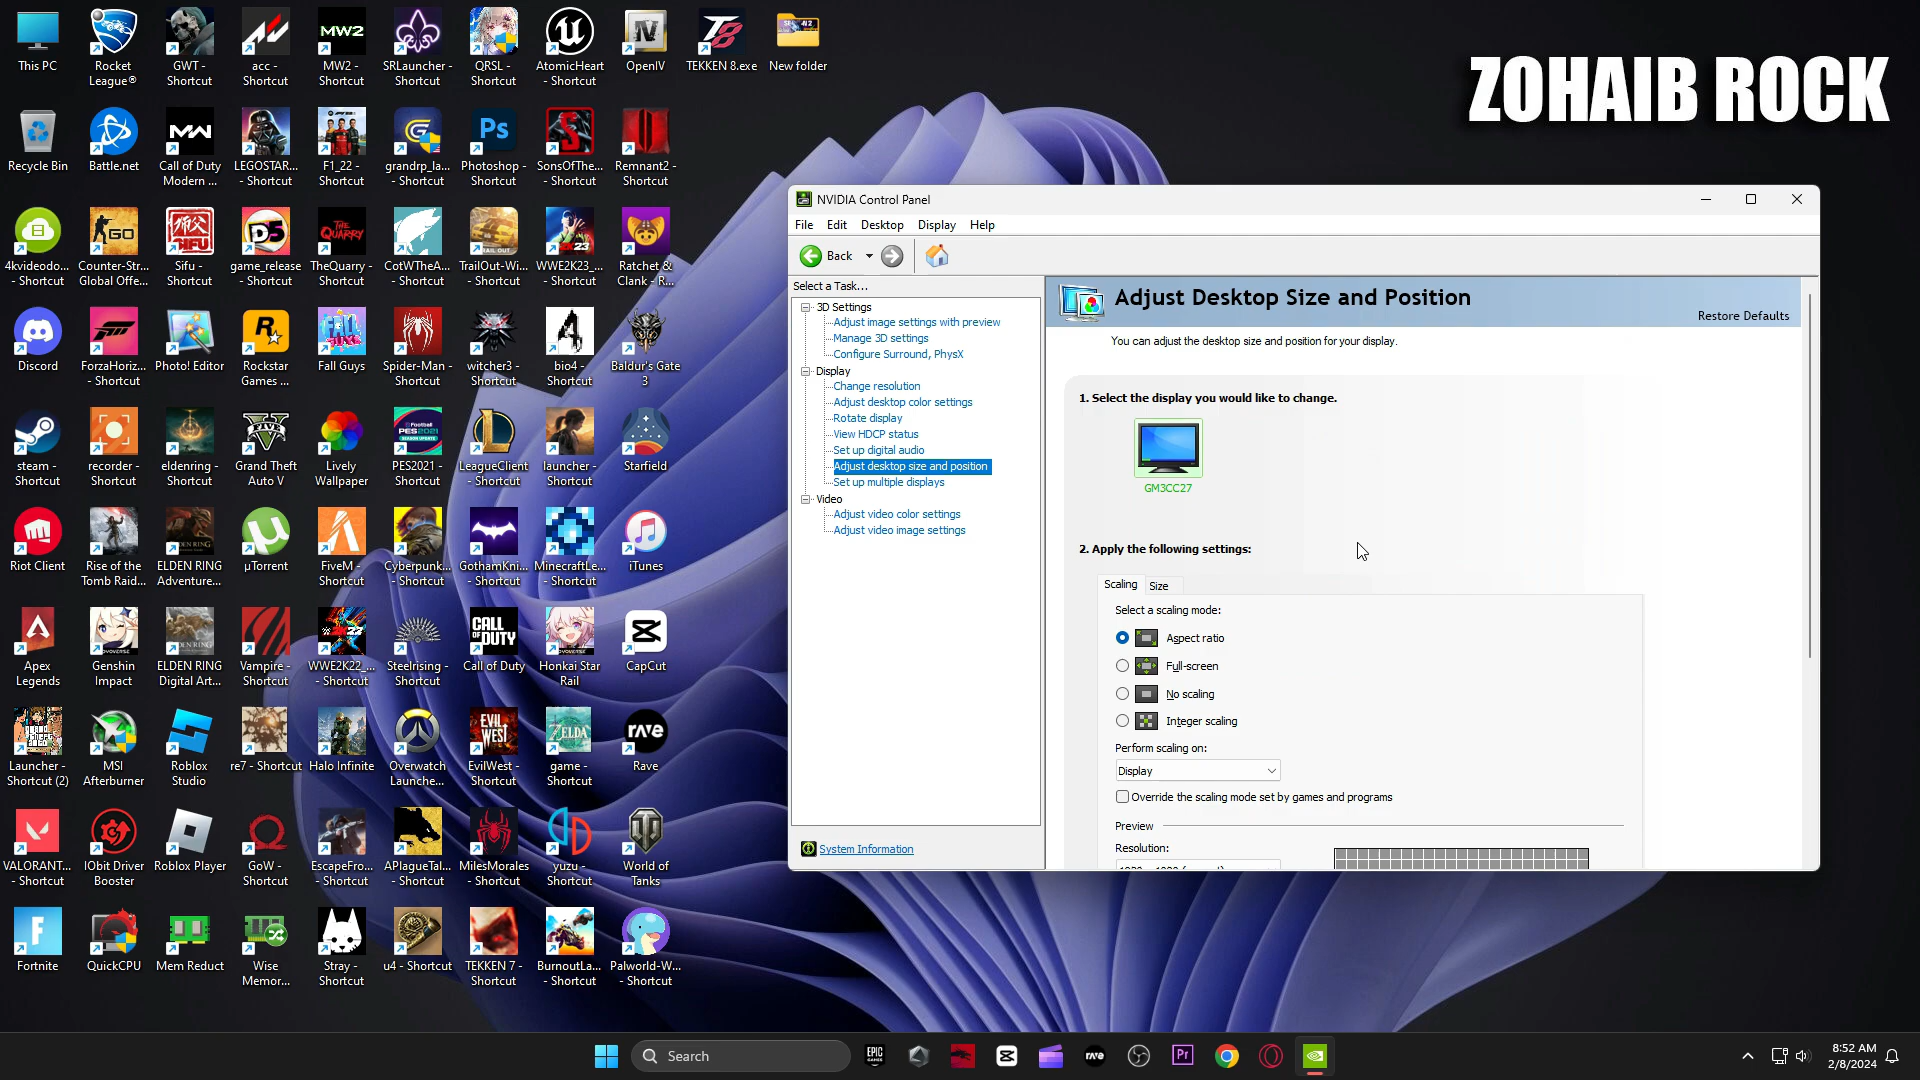 This PC
Rocket League®
GWT - Shortcut
acc - Shortcut
MW2 - Shortcut
SRLauncher - Shortcut
QRSL - Shortcut
AtomicHeart - Shortcut
OpenIV
TEKKEN 8.exe
New folder
ZOHAIB ROCK
Recycle Bin
Battle.net
Call of Duty Modern ...
LEGOSTAR... - Shortcut
F1_22 - Shortcut
grandrp_la... - Shortcut
Photoshop - Shortcut
SonsOfThe... - Shortcut
Remnant2 - Shortcut
4kvideodo... - Shortcut
Counter-Str... Global Offe...
Sifu - Shortcut
game_release - Shortcut
TheQuarry - Shortcut
CotWTheA... - Shortcut
TrailOut-Wi... - Shortcut
WWE2K23_... - Shortcut
Ratchet & Clank - R...
Discord
ForzaHoriz... - Shortcut
Photo! Editor
Rockstar Games ...
Fall Guys
Spider-Man - Shortcut
witcher3 - Shortcut
bio4 - Shortcut
Baldur's Gate 3
steam - Shortcut
recorder - Shortcut
eldenring - Shortcut
Grand Theft Auto V
Lively Wallpaper
PES2021 - Shortcut
LeagueClient - Shortcut
launcher - Shortcut
Starfield
Riot Client
Rise of the Tomb Raid...
ELDEN RING Adventure...
µTorrent
FiveM - Shortcut
Cyberpunk... - Shortcut
GothamKni... - Shortcut
MinecraftLe... - Shortcut
iTunes
Apex Legends
Genshin Impact
ELDEN RING Digital Art...
Vampire - Shortcut
WWE2K22_... - Shortcut
Steelrising - Shortcut
Call of Duty
Honkai Star Rail
CapCut
Launcher - Shortcut (2)
MSI Afterburner
Roblox Studio
re7 - Shortcut
Halo Infinite
Overwatch Launche...
EvilWest - Shortcut
game - Shortcut
Rave
VALORANT... - Shortcut
IObit Driver Booster
Roblox Player
GoW - Shortcut
EscapeFro... - Shortcut
APlagueTal... - Shortcut
MilesMorales - Shortcut
yuzu - Shortcut
World of Tanks
Fortnite
QuickCPU
Mem Reduct
Wise Memor...
Stray - Shortcut
u4 - Shortcut
TEKKEN 7 - Shortcut
BurnoutLa... - Shortcut
Palworld-W... - Shortcut
NVIDIA Control Panel
File Edit Desktop Display Help
Back
Select a Task...
3D Settings
Adjust image settings with preview
Manage 3D settings
Configure Surround, PhysX
Display
Change resolution
Adjust desktop color settings
Rotate display
View HDCP status
Set up digital audio
Adjust desktop size and position
Set up multiple displays
Video
Adjust video color settings
Adjust video image settings
System Information
Adjust Desktop Size and Position
Restore Defaults
You can adjust the desktop size and position for your display.
1. Select the display you would like to change.
GM3CC27
2. Apply the following settings:
Scaling Size
Select a scaling mode:
Aspect ratio
Full-screen
No scaling
Integer scaling
Perform scaling on:
Display
Override the scaling mode set by games and programs
Preview
Resolution:
Search
8:52 AM
2/8/2024